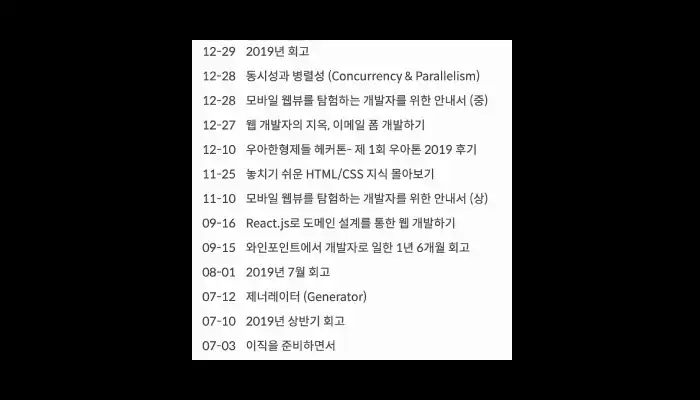 12-29 2019년 회고
12-28 동시성과 병렬성 (Concurrency & Parallelism)
12-28 모바일 웹뷰를 탐험하는 개발자를 위한 안내서 (중)
12-27 웹 개발자의 지옥, 이메일 폼 개발하기
12-10 우아한형제들 헤커톤- 제 1회 우아톤 2019 후기
11-25 놓치기 쉬운 HTML/CSS 지식 몰아보기
11-10 모바일 웹뷰를 탐험하는 개발자를 위한 안내서 (상)
09-16 React.js로 도메인 설계를 통한 웹 개발하기
09-15 와인포인트에서 개발자로 일한 1년 6개월 회고
08-01 2019년 7월 회고
07-12 제너레이터 (Generator)
07-10 2019년 상반기 회고
07-03 이직을 준비하면서